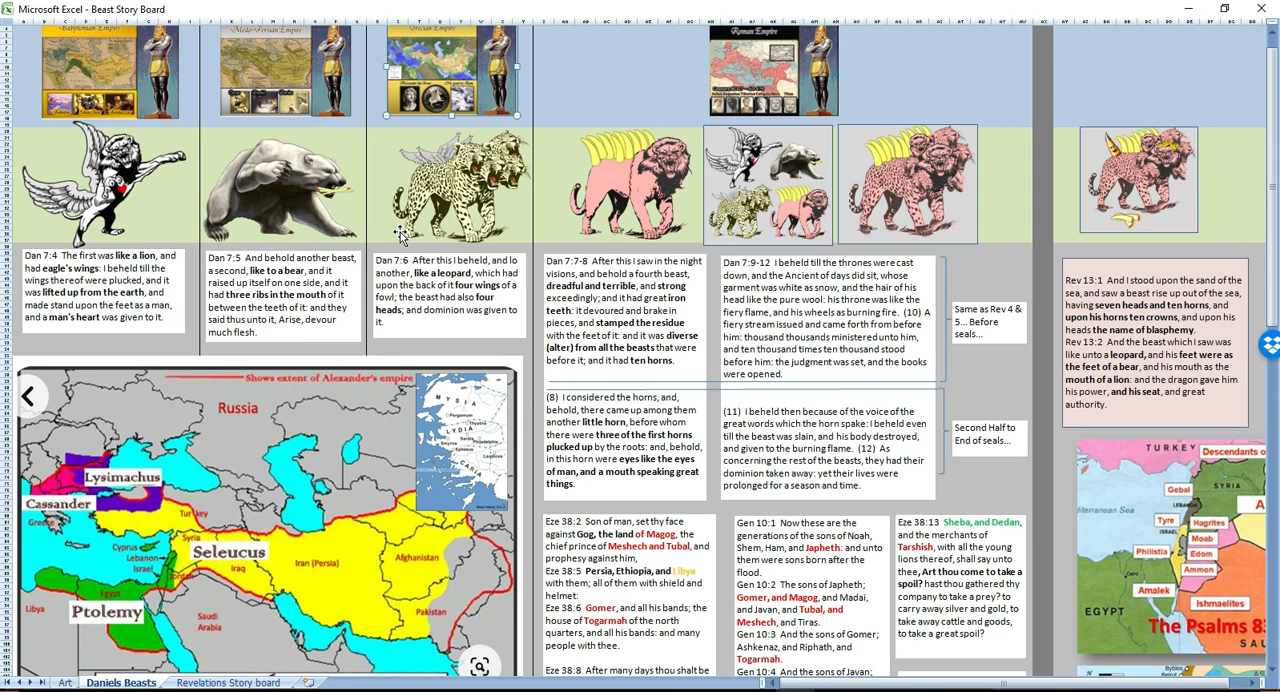 Microsoft Excel - Beast Story Board
Babylonian Empire
Medo-Persian Empire
Grecian Empire
Roman Empire
Dan 7:4 The first was like a lion, and
had eagle's wings: I beheld till the
wings thereof were plucked, and it
was lifted up from the earth, and
made stand upon the feet as a man,
and a man's heart was given to it.
Dan 7:5 And behold another beast,
a second, like to a bear, and it
raised up itself on one side, and it
had three ribs in the mouth of it
between the teeth of it: and they
said thus unto it, Arise, devour
much flesh.
Dan 7:6 After this I beheld, and lo
another, like a leopard, which had
upon the back of it four wings of a
fowl; the beast had also four
heads; and dominion was given to
it.
Dan 7:7-8 After this I saw in the night
visions, and behold a fourth beast,
dreadful and terrible, and strong
exceedingly; and it had great iron
teeth: it devoured and brake in
pieces, and stamped the residue
with the feet of it: and it was diverse
(alter) from all the beasts that were
before it; and it had ten horns.
(8) I considered the horns, and,
behold, there came up among them
another little horn, before whom
there were three of the first horns
plucked up by the roots: and, behold,
in this horn were eyes like the eyes
of man, and a mouth speaking great
things.
Dan 7:9-12 I beheld till the thrones were cast
down, and the Ancient of days did sit, whose
garment was white as snow, and the hair of his
head like the pure wool: his throne was like the
fiery flame, and his wheels as burning fire. (10) A
fiery stream issued and came forth from before
him: thousand thousands ministered unto him,
and ten thousand times ten thousand stood
before him: the judgment was set, and the books
were opened.
(11) I beheld then because of the voice of the
great words which the horn spake: I beheld even
till the beast was slain, and his body destroyed,
and given to the burning flame. (12) As
concerning the rest of the beasts, they had their
dominion taken away: yet their lives were
prolonged for a season and time.
Same as Rev 4 &
5... Before
seals...
Second Half to
End of seals...
Rev 13:1 And I stood upon the sand of the
sea, and saw a beast rise up out of the sea,
having seven heads and ten horns, and
upon his horns ten crowns, and upon his
heads the name of blasphemy.
Rev 13:2 And the beast which I saw was
like unto a leopard, and his feet were as
the feet of a bear, and his mouth as the
mouth of a lion: and the dragon gave him
his power, and his seat, and great
authority.
Shows extent of Alexander's empire
Russia
MYSIA
Pergamum
LYDIA
Sardis
Philadelphia
Smyrna
Ephesus
Laodicea
CARIA
Lysimachus
Cassander
Greece
Turkey
Cyprus
Syria
Lebanon
Israel
Seleucus
Jordan
Iraq
Iran (Persia)
Afghanistan
Egypt
Ptolemy
Libya
Saudi
Arabia
Pakistan
Eze 38:2 Son of man, set thy face
against Gog, the land of Magog, the
chief prince of Meshech and Tubal, and
prophesy against him,
Eze 38:5 Persia, Ethiopia, and Libya
with them; all of them with shield and
helmet:
Eze 38:6 Gomer, and all his bands; the
house of Togarmah of the north
quarters, and all his bands: and many
people with thee.
Eze 38:8 After many days thou shalt be
Gen 10:1 Now these are the
generations of the sons of Noah,
Shem, Ham, and Japheth: and unto
them were sons born after the
flood.
Gen 10:2 The sons of Japheth;
Gomer, and Magog, and Madai,
and Javan, and Tubal, and
Meshech, and Tiras.
Gen 10:3 And the sons of Gomer;
Ashkenaz, and Riphath, and
Togarmah.
Gen 10:4 And the sons of Javan;
Eze 38:13 Sheba, and Dedan,
and the merchants of
Tarshish, with all the young
lions thereof, shall say unto
thee, Art thou come to take a
spoil? hast thou gathered thy
company to take a prey? to
carry away silver and gold, to
take away cattle and goods,
to take a great spoil?
TURKEY
Descendants o
Gebal
SYRIA
diterranean Sea
LEBANON
A
Tyre
ISRAEL
Hagrites
Moab
Philistia
Edom
Ammon
Cairo
Amalek
EGYPT
Ishmaelites
The Psalms 83
SAU
Byblos
Art
Daniels Beasts
Revelations Story board